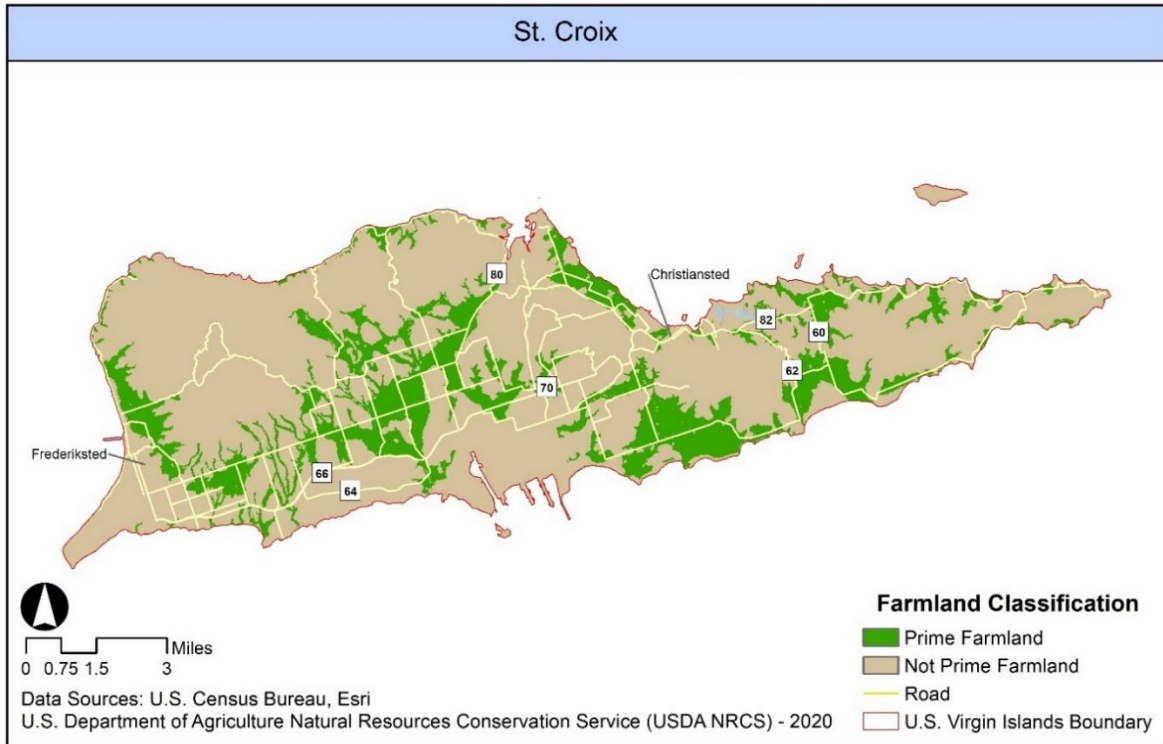 St. Croix
80
Christiansted
82
60
62
70
Frederiksted
66
64
Farmland Classification
Prime Farmland
Not Prime Farmland
Road
U.S. Virgin Islands Boundary
Miles
0 0.75 1.5 3
Data Sources: U.S. Census Bureau, Esri
U.S. Department of Agriculture Natural Resources Conservation Service (USDA NRCS) - 2020